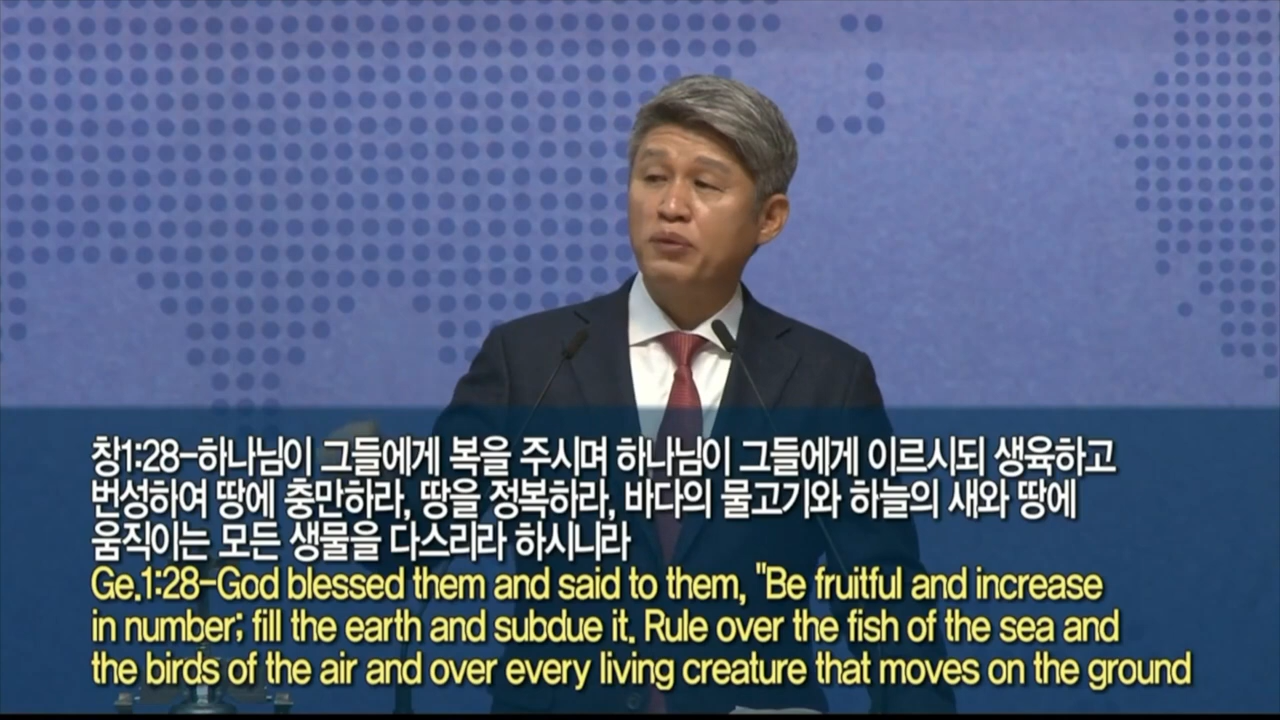 창1:28-하나님이 그들에게 복을 주시며 하나님이 그들에게 이르시되 생육하고
번성하여 땅에 충만하라, 땅을 정복하라, 바다의 물고기와 하늘의 새와 땅에
움직이는 모든 생물을 다스리라 하시니라
Ge.1:28-God blessed them and said to them, "Be fruitful and increase
in number; fill the earth and subdue it. Rule over the fish of the sea and
the birds of the air and over every living creature that moves on the ground